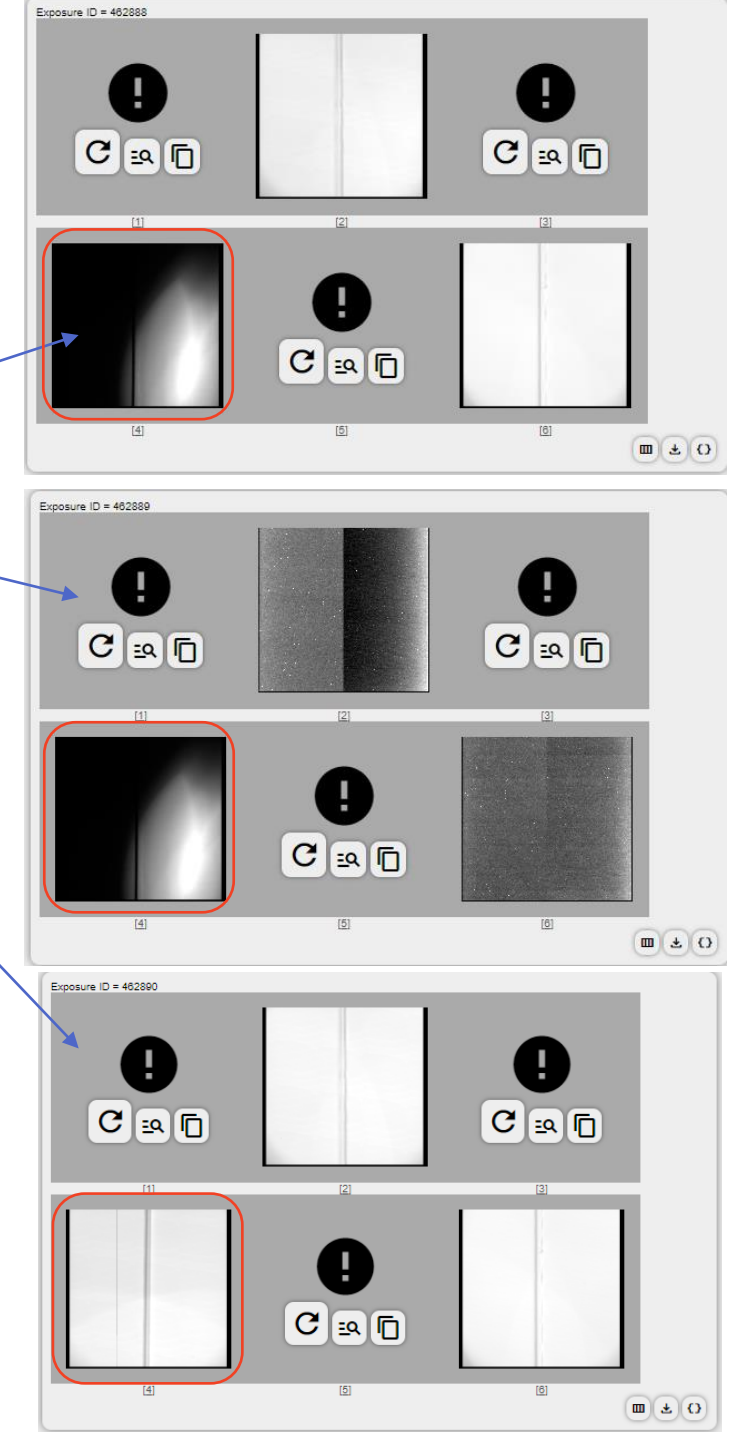 Exposure ID = 462888
[1] [2] [3]
[4] [5] [6]
Exposure ID = 462889
[1] [2] [3]
[4] [5] [6]
Exposure ID = 462890
[1] [2] [3]
[4] [5] [6]